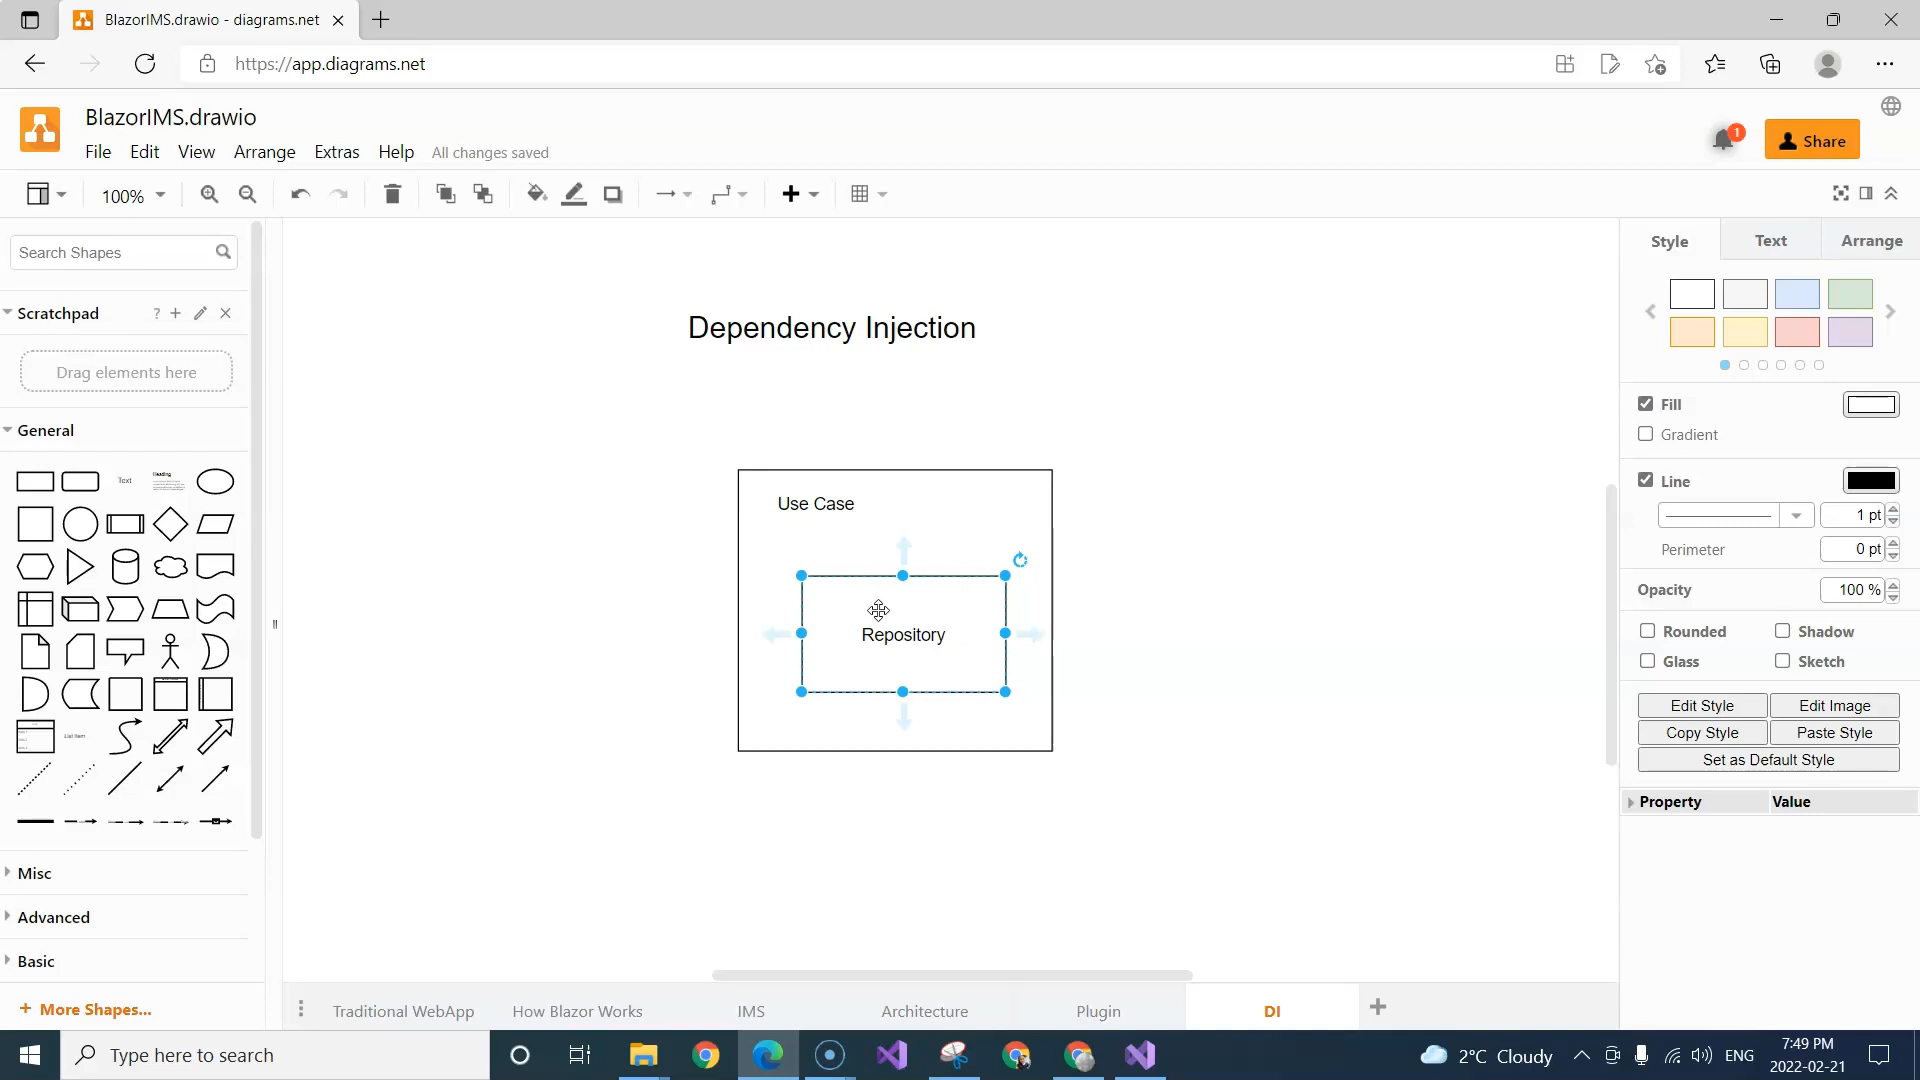 BlazorIMS.drawio - diagrams.net
https://app.diagrams.net
BlazorIMS.drawio
File Edit View Arrange Extras Help All changes saved
1
Share
100%
Search Shapes
Style Text Arrange
Scratchpad ?
Drag elements here
General
Text
Heading
List Item
Misc
Advanced
Basic
+ More Shapes...
Dependency Injection
Use Case
Repository
Fill
Gradient
Line
1 pt
Perimeter 0 pt
Opacity 100 %
Rounded Shadow
Glass Sketch
Edit Style Edit Image
Copy Style Paste Style
Set as Default Style
Property Value
Traditional WebApp How Blazor Works IMS Architecture Plugin DI
Type here to search
2°C Cloudy
ENG
7:49 PM
2022-02-21